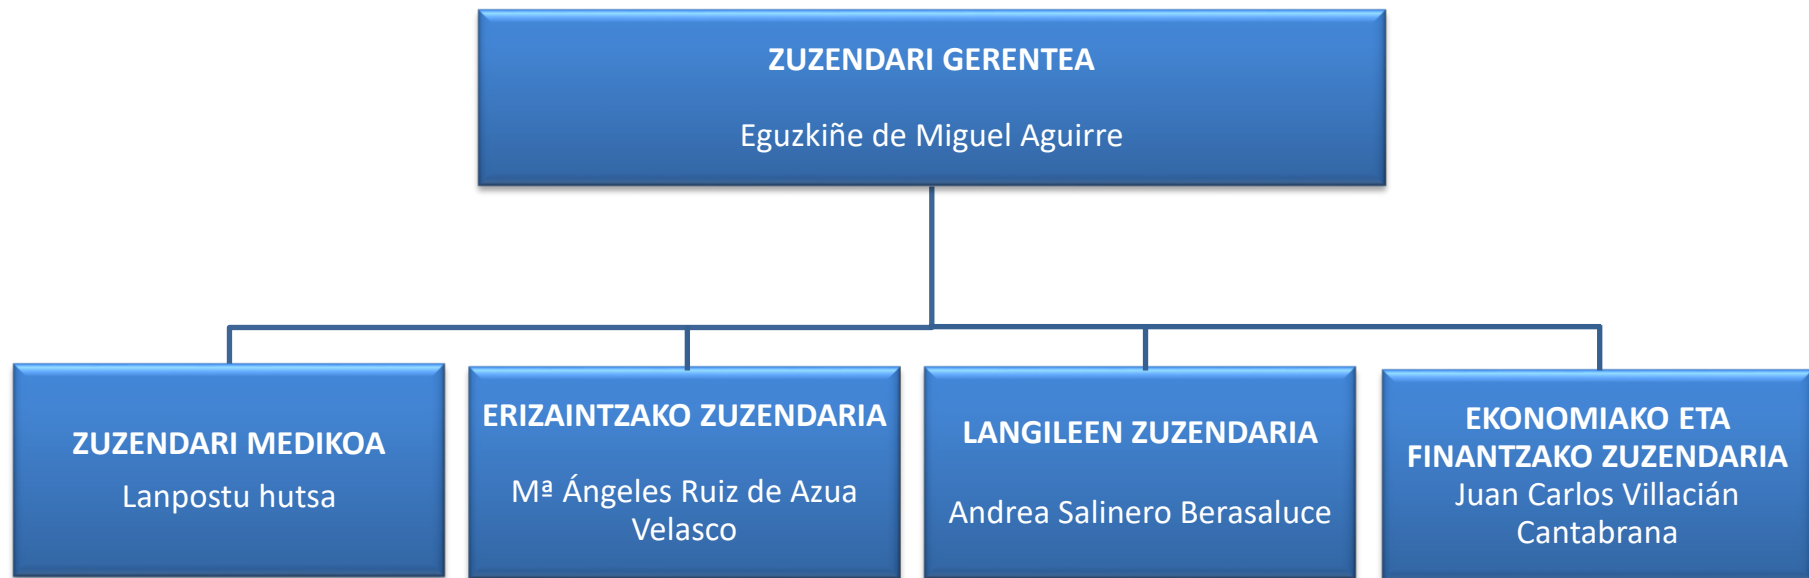 ZUZENDARI GERENTEA
Eguzkiñe de Miguel Aguirre
ZUZENDARI MEDIKOA
Lanpostu hutsa
ERIZAINTZAKO ZUZENDARIA
Mª Ángeles Ruiz de Azua
Velasco
LANGILEEN ZUZENDARIA
Andrea Salinero Berasaluce
EKONOMIAKO ETA
FINANTZAKO ZUZENDARIA
Juan Carlos Villacián
Cantabrana